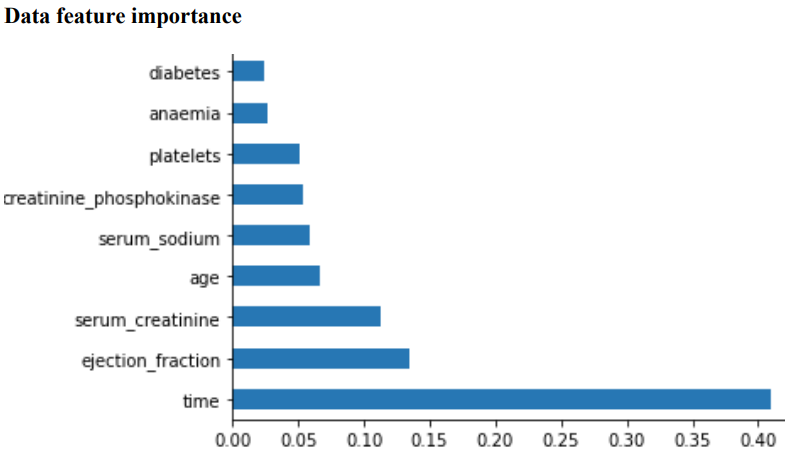 Data feature importance
diabetes
anaemia
platelets
creatinine_phosphokinase
serum_sodium
age
serum_creatinine
ejection_fraction
time
0.00 0.05 0.10 0.15 0.20 0.25 0.30 0.35 0.40